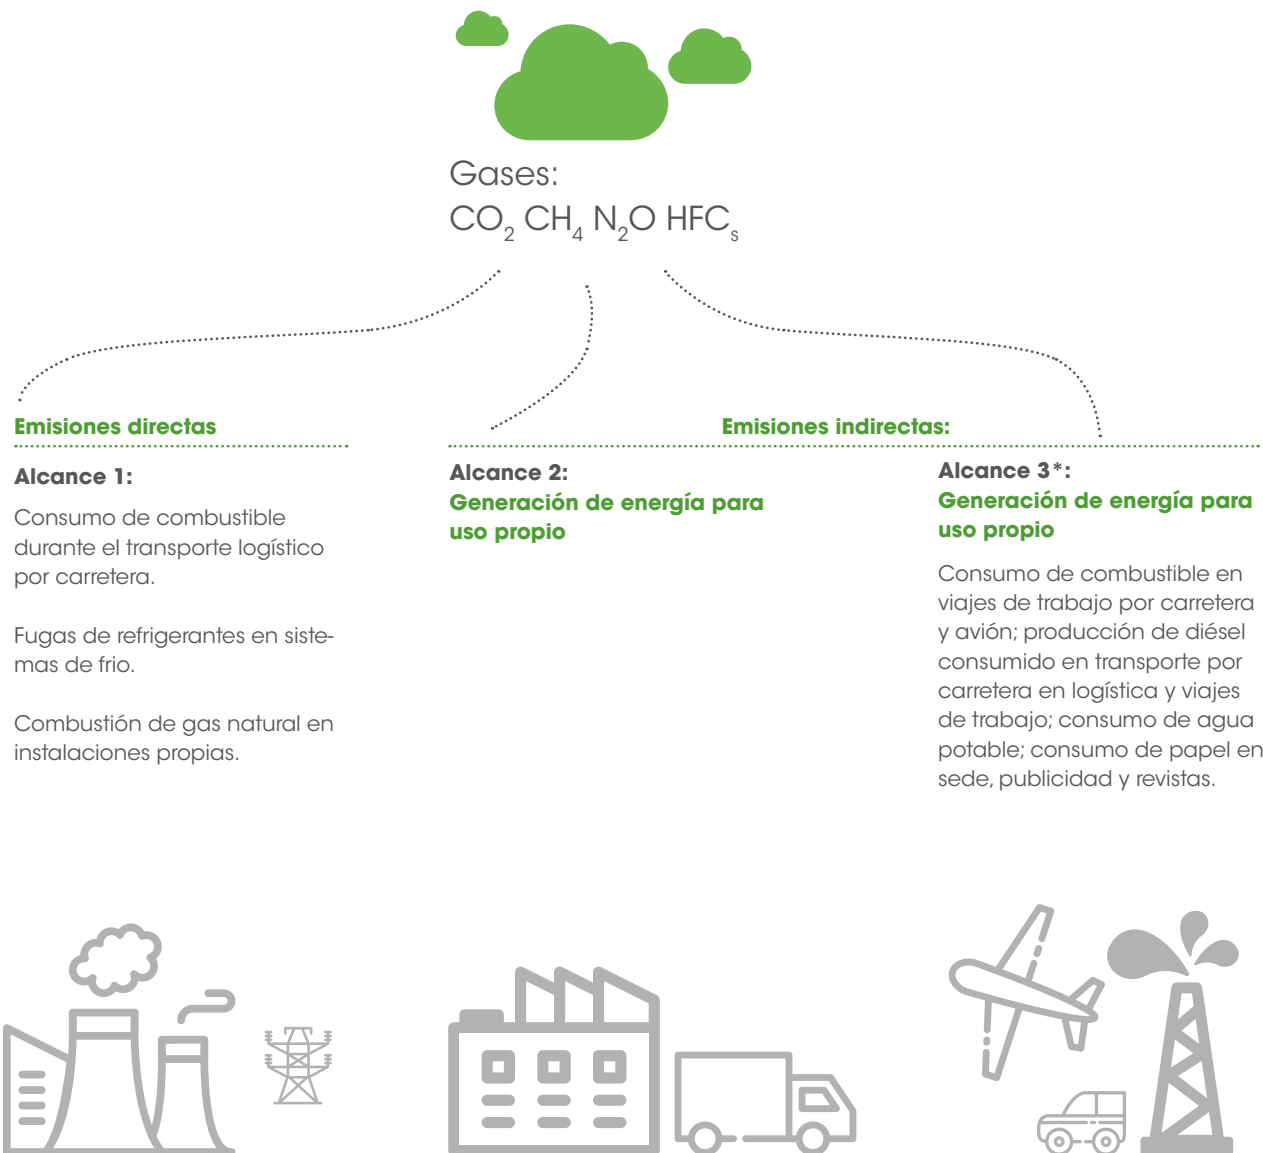 Gases:
CO₂ CH₄ N₂O HFCₛ
Emisiones directas
Alcance 1:
Consumo de combustible
durante el transporte logístico
por carretera.
Fugas de refrigerantes en siste-
mas de frio.
Combustión de gas natural en
instalaciones propias.
Emisiones indirectas:
Alcance 2:
Generación de energía para
uso propio
Alcance 3*:
Generación de energía para
uso propio
Consumo de combustible en
viajes de trabajo por carretera
y avión; producción de diésel
consumido en transporte por
carretera en logística y viajes
de trabajo; consumo de agua
potable; consumo de papel en
sede, publicidad y revistas.